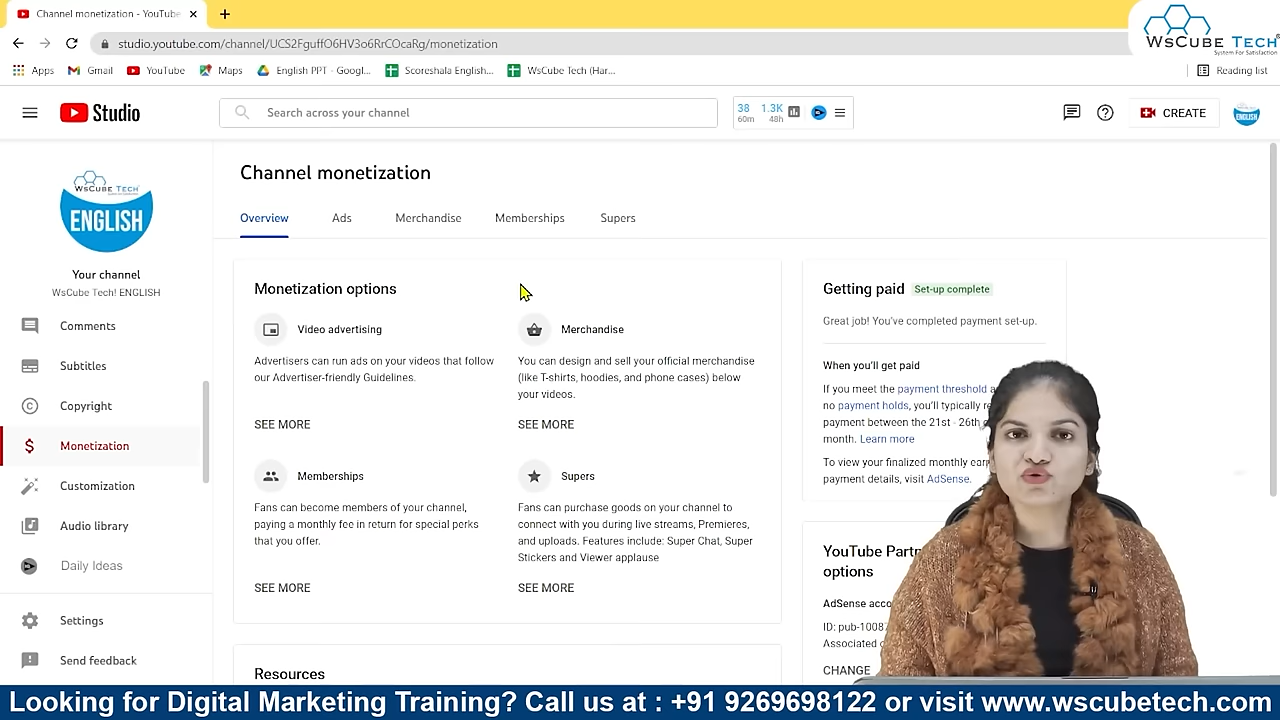 Channel monetization - YouTube
studio.youtube.com/channel/UCS2FguffO6HV3o6RrCOcaRg/monetization
WsCube Tech
System For Satisfaction
Apps
Gmail
YouTube
Maps
English PPT - Googl...
Scoreshala English...
WsCube Tech (Har...
Reading list
Studio
Search across your channel
38 1.3K
60m 48h
CREATE
ENGLISH
WsCube Tech
ENGLISH
Your channel
WsCube Tech! ENGLISH
Comments
Subtitles
Copyright
Monetization
Customization
Audio library
Daily Ideas
Settings
Send feedback
Channel monetization
Overview Ads Merchandise Memberships Supers
Monetization options
Video advertising
Advertisers can run ads on your videos that follow
our Advertiser-friendly Guidelines.
SEE MORE
Merchandise
You can design and sell your official merchandise
(like T-shirts, hoodies, and phone cases) below
your videos.
SEE MORE
Memberships
Fans can become members of your channel,
paying a monthly fee in return for special perks
that you offer.
SEE MORE
Supers
Fans can purchase goods on your channel to
connect with you during live streams, Premieres,
and uploads. Features include: Super Chat, Super
Stickers and Viewer applause
SEE MORE
Resources
Getting paid Set-up complete
Great job! You've completed payment set-up.
When you'll get paid
If you meet the payment threshold
no payment holds, you'll typically
payment between the 21st - 26th
month. Learn more
To view your finalized monthly
payment details, visit AdSense.
YouTube
options
AdSense
ID: pub-1008
Associated
CHANGE
Looking for Digital Marketing Training? Call us at : +91 9269698122 or visit www.wscubetech.com